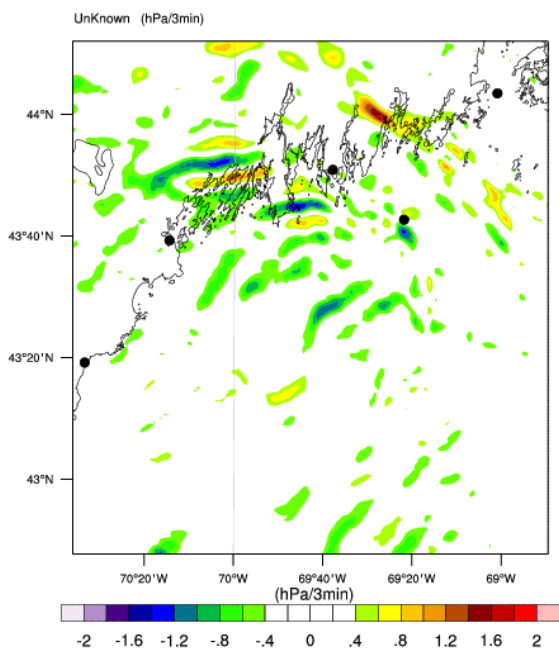 UnKnown (hPa/3min)
44°N
43°40'N
43°20'N
43°N
70°20'W 70°W 69°40'W 69°20'W 69°W
(hPa/3min)
-2 -1.6 -1.2 -.8 -.4 0 .4 .8 1.2 1.6 2